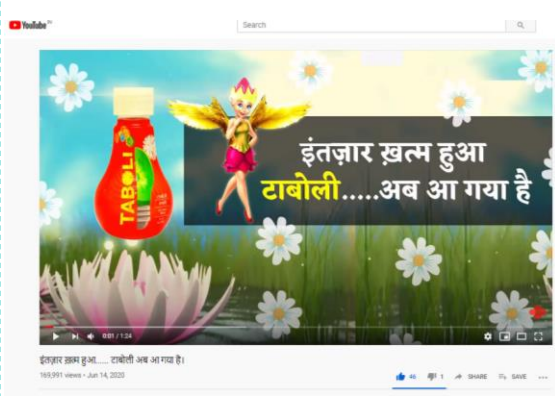 YouTube IN
Search
इंतज़ार ख़त्म हुआ
टाबोली.....अब आ गया है
TABOLI
0:01 / 1:24
इंतज़ार ख़त्म हुआ...... टाबोली अब आ गया है।
169,991 views • Jun 14, 2020
46 1 SHARE SAVE